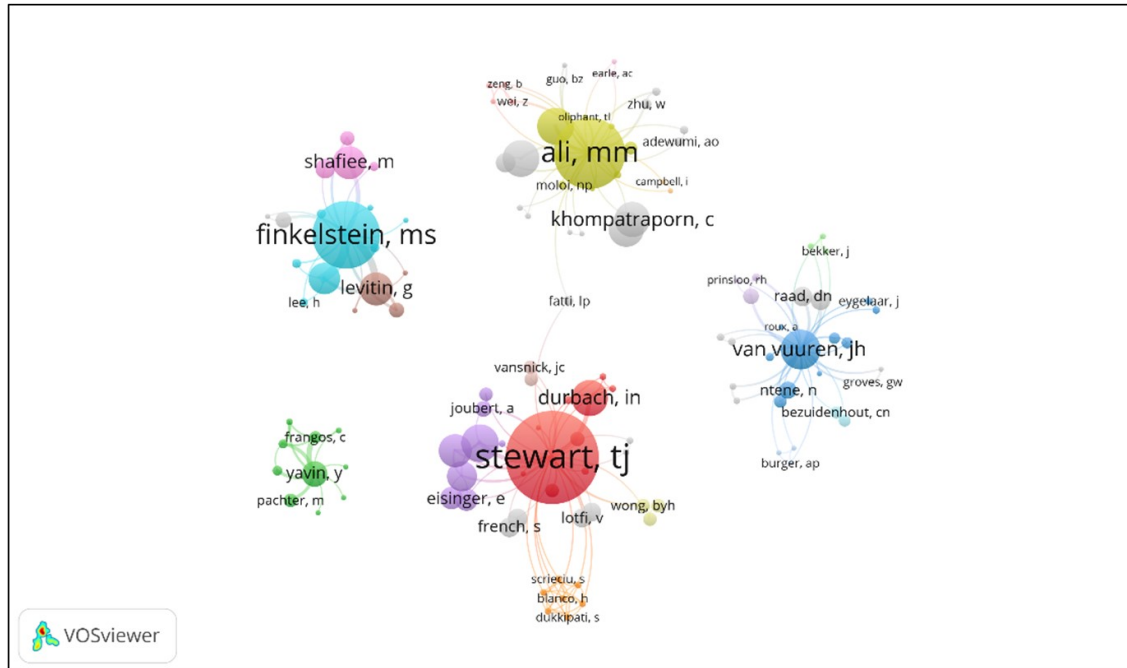 earle, ac
guo, bz
zeng, b
wei, z
zhu, w
oliphant, tl
adewumi, ao
ali, mm
shafiee, m
moloi, np
campbell, i
khompatraporn, c
finkelstein, ms
bekker, j
prinsloo, rh
levitin, g
raad, dn
eygelaar, j
lee, h
fatti, lp
roux, a
van vuuren, jh
vansnick, jc
groves, gw
ntene, n
durbach, in
joubert, a
bezuidenhout, cn
frangos, c
stewart, tj
burger, ap
yavin, y
eisinger, e
pachter, m
wong, byh
lotfi, v
french, s
scrieciu, s
blanco, h
dukkipati, s
VOSviewer